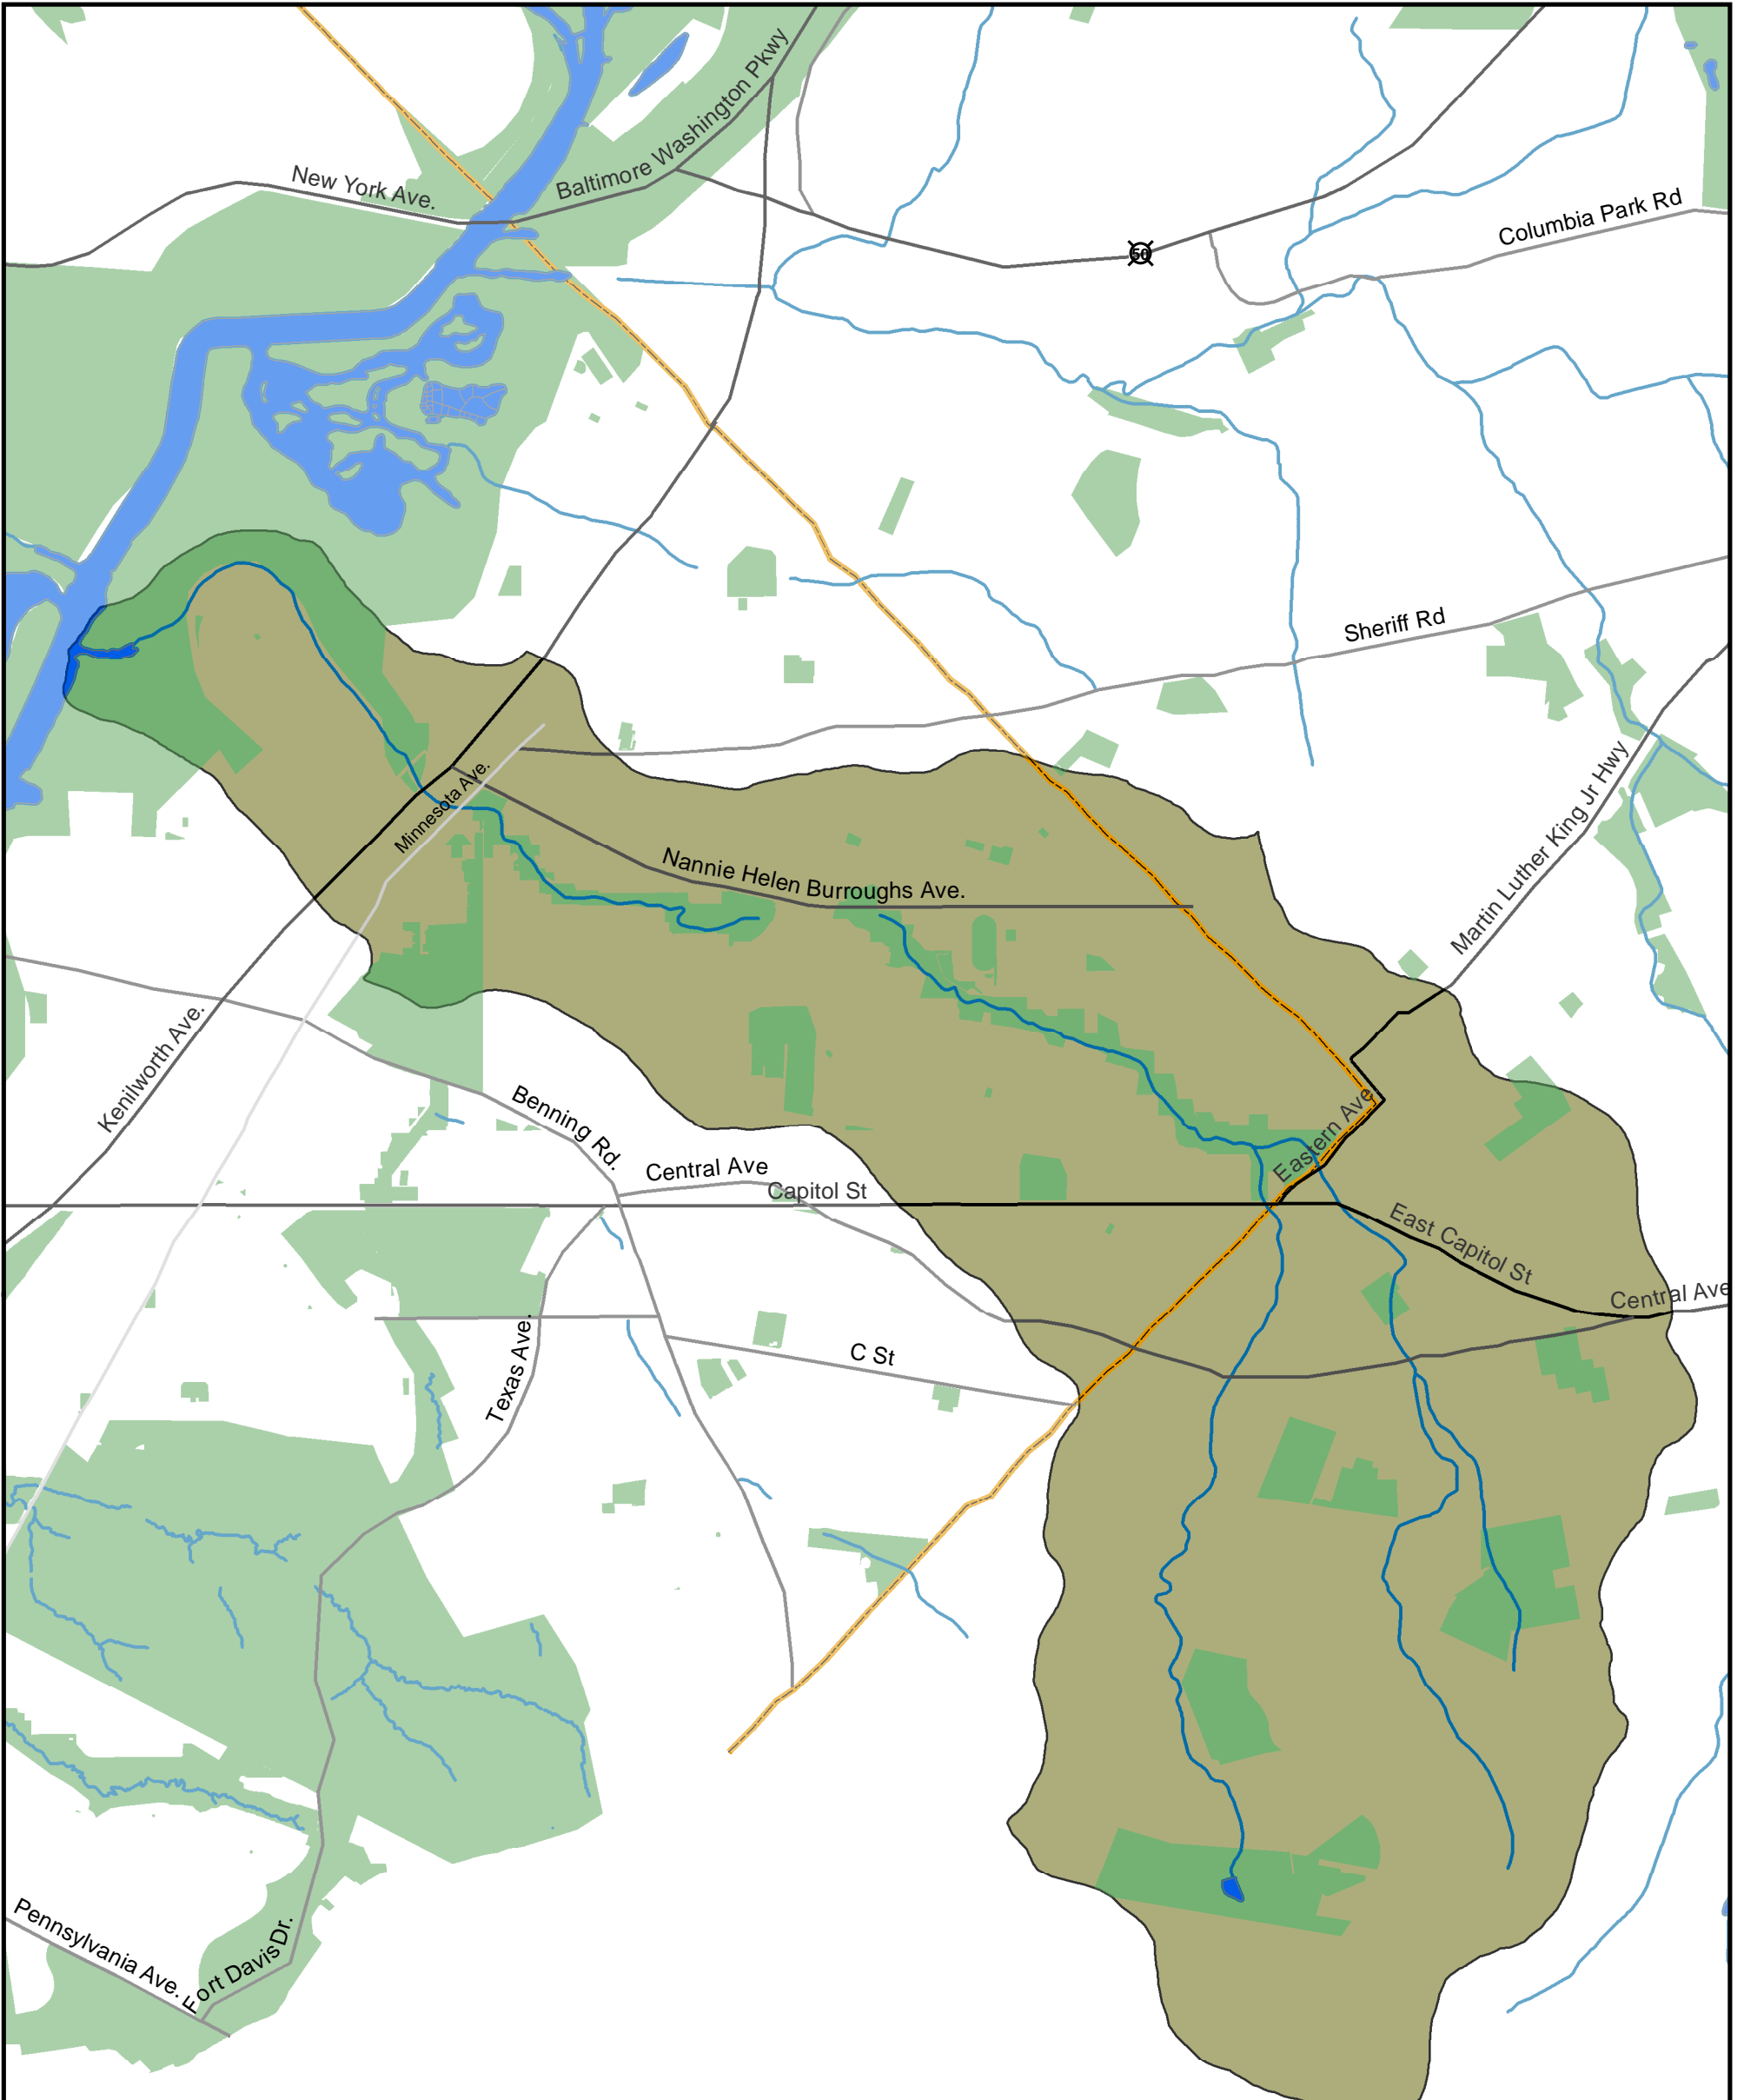 Baltimore Washington Pkwy
New York Ave.
Columbia Park Rd
50
Sheriff Rd
Martin Luther King Jr Hwy
Minnesota Ave.
Nannie Helen Burroughs Ave.
Kenilworth Ave.
Benning Rd.
Eastern Ave
Central Ave
Capitol St
East Capitol St
Central Ave
Texas Ave.
C St
Pennsylvania Ave.
Fort Davis Dr.